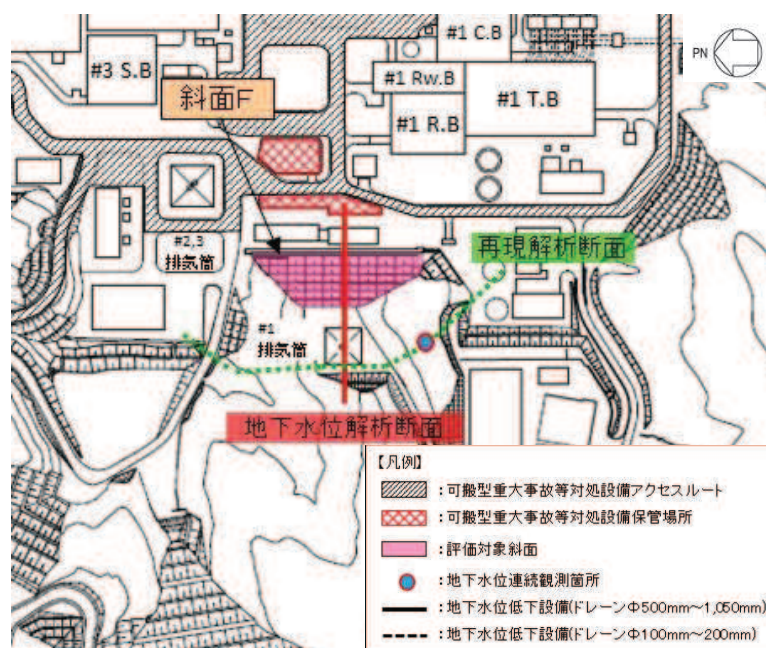 #1 C.B
PN
#3 S.B
#1 Rw.B
#1 T.B
斜面F
#1 R.B
再現解析断面
#2,3
排気筒
#1
排気筒
地下水位解析断面
【凡例】
:可搬型重大事故等対処設備アクセスルート
:可搬型重大事故等対処設備保管場所
:評価対象斜面
:地下水位連続観測箇所
:地下水位低下設備(ドレーンΦ500mm~1,050mm)
:地下水位低下設備(ドレーンΦ100mm~200mm)